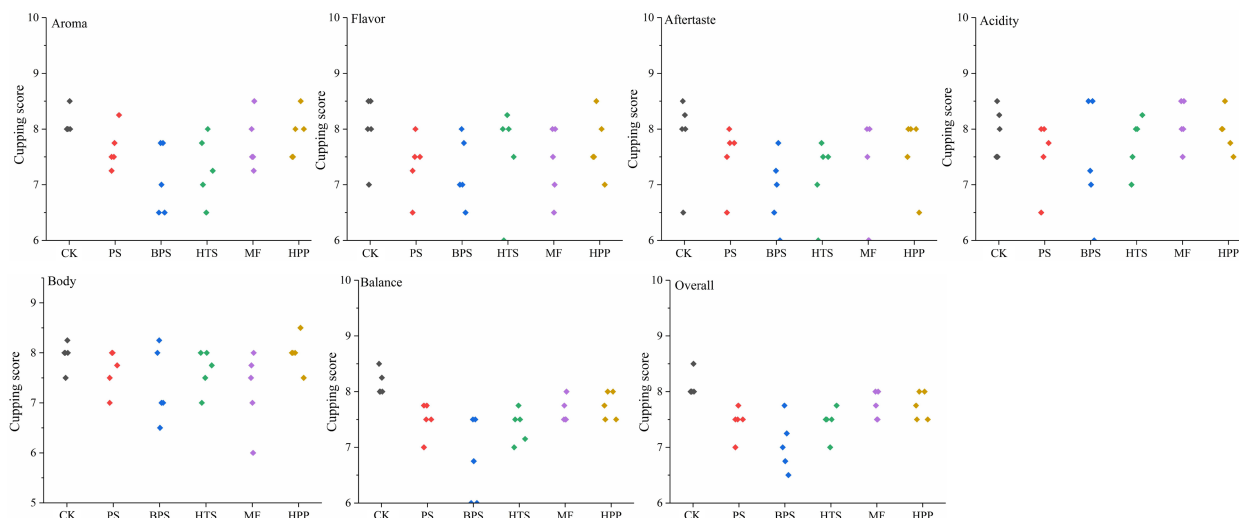 Aroma
Cupping score
10
9
8
7
6
CK PS BPS HTS MF HPP
Flavor
Cupping score
10
9
8
7
6
CK PS BPS HTS MF HPP
Aftertaste
Cupping score
10
9
8
7
6
CK PS BPS HTS MF HPP
Acidity
Cupping score
10
9
8
7
6
CK PS BPS HTS MF HPP
Body
Cupping score
9
8
7
6
5
CK PS BPS HTS MF HPP
Balance
Cupping score
10
9
8
7
6
CK PS BPS HTS MF HPP
Overall
Cupping score
10
9
8
7
6
CK PS BPS HTS MF HPP